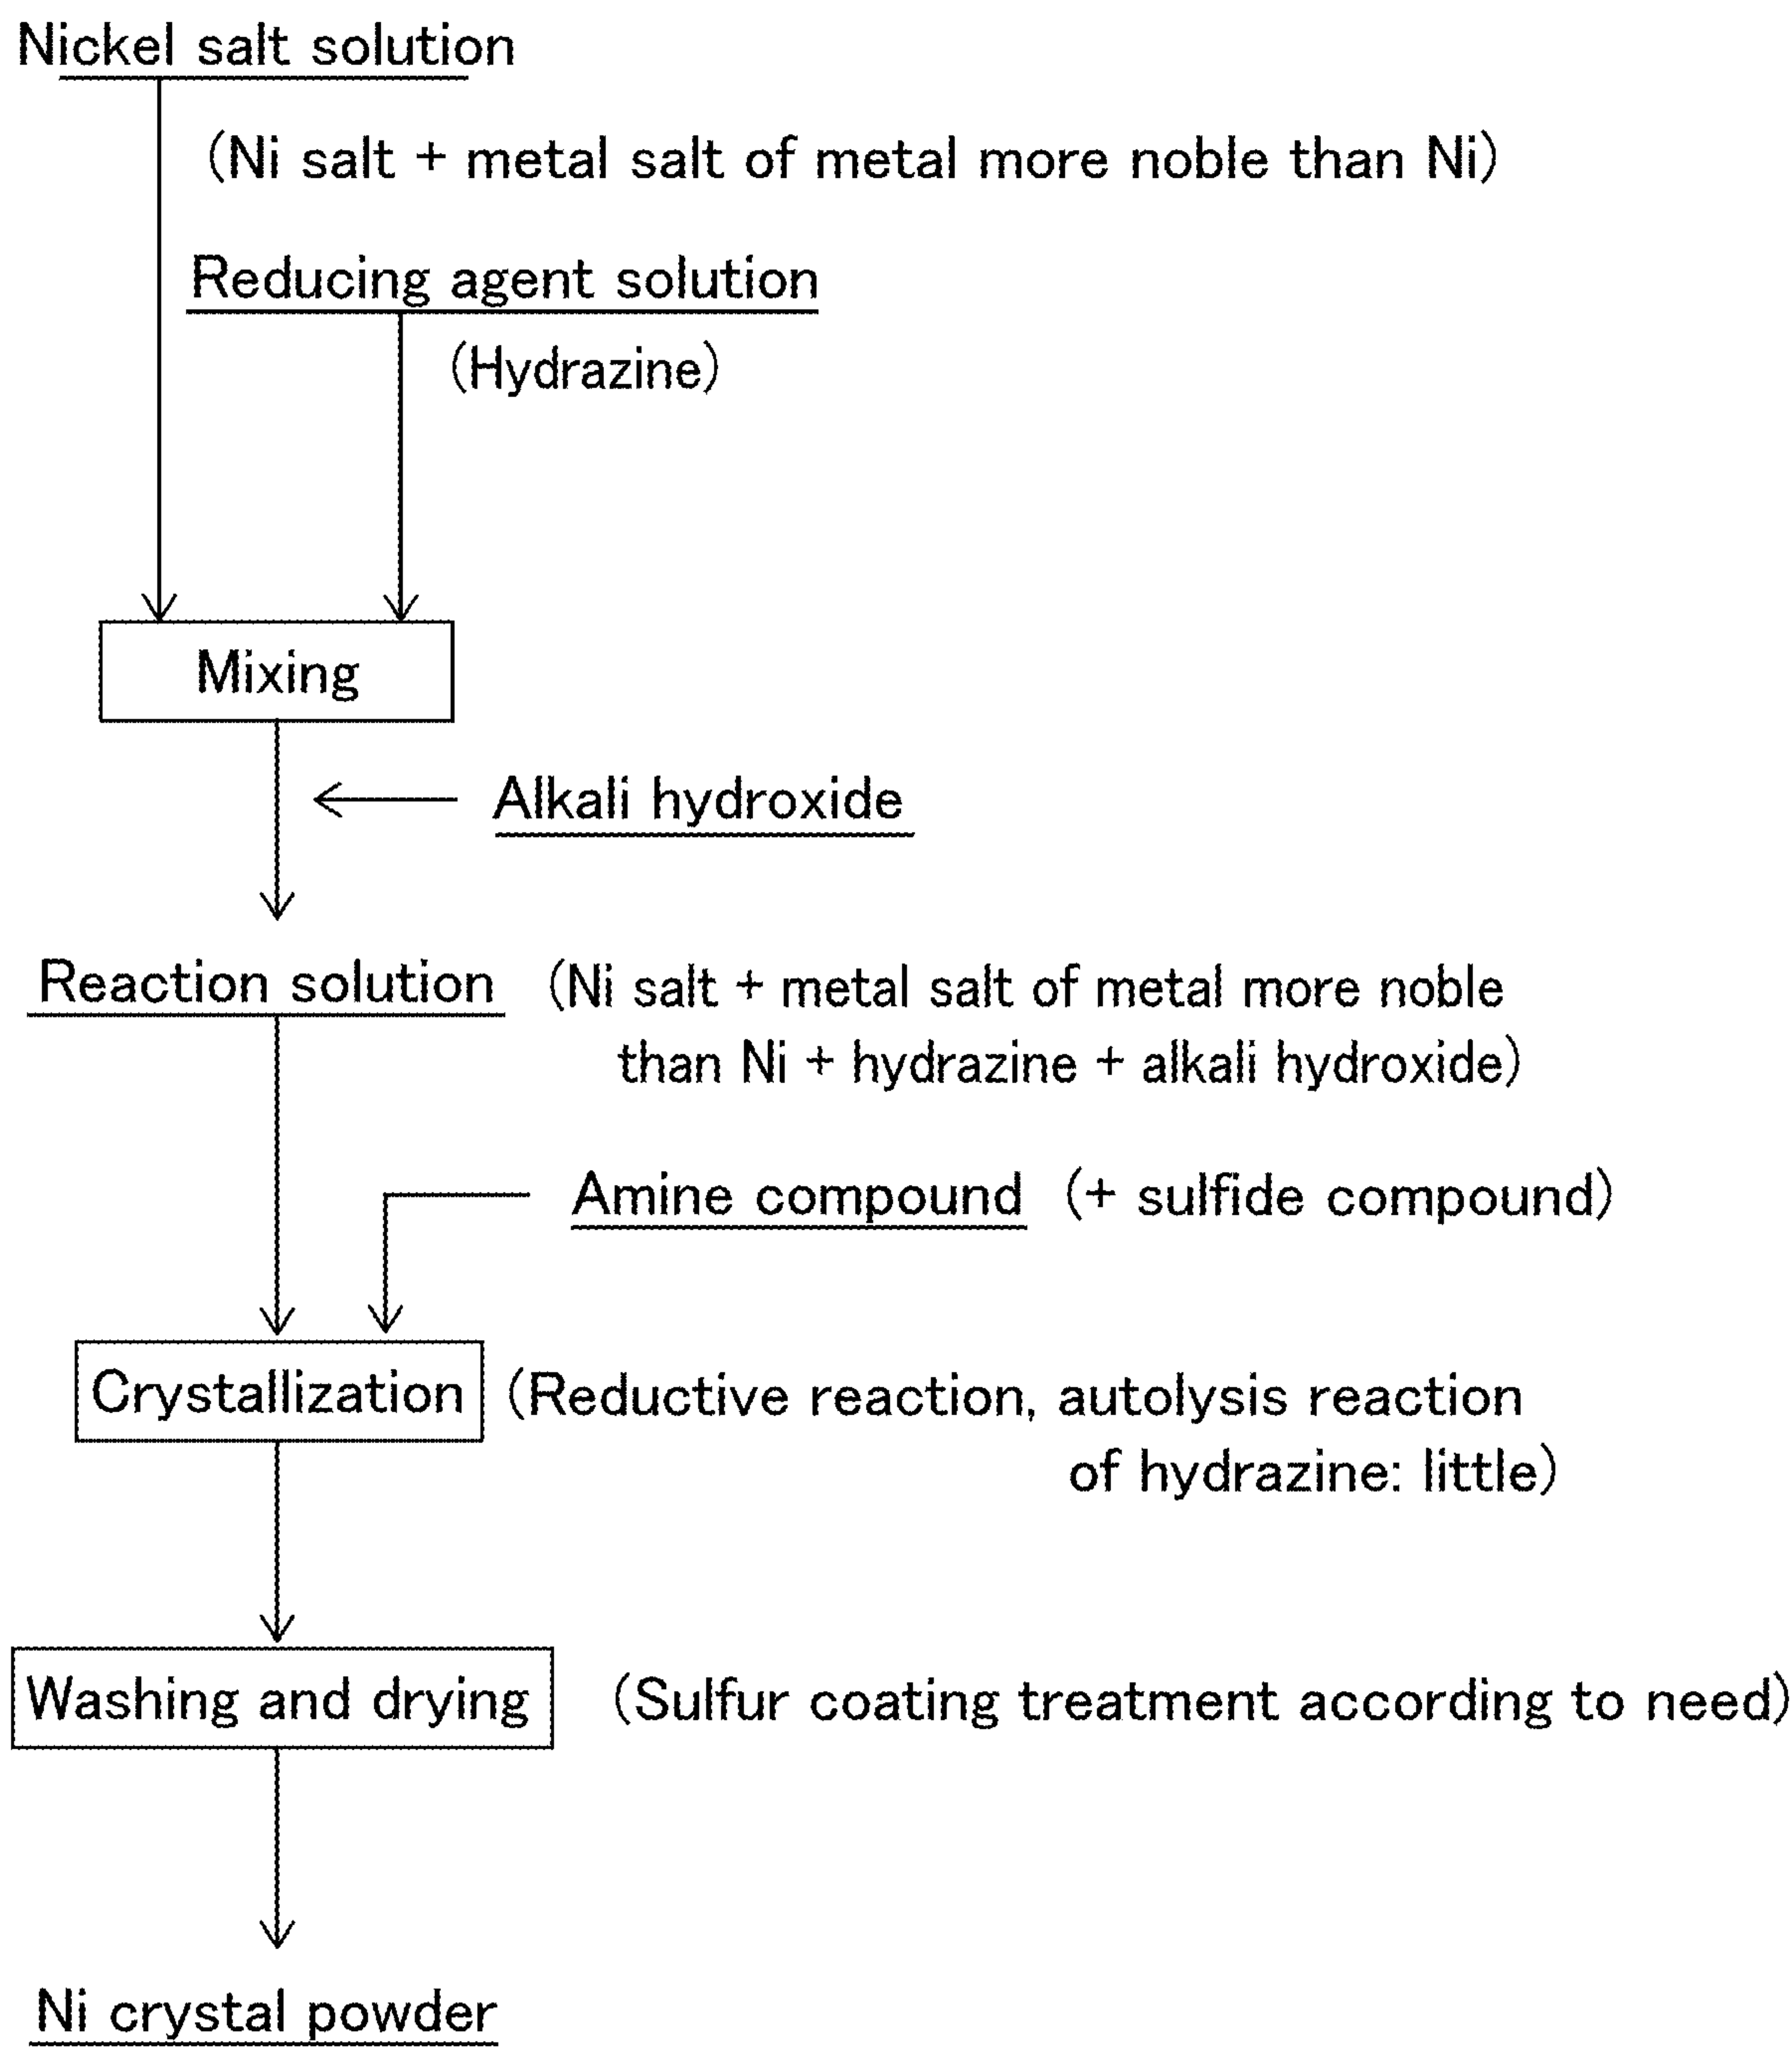 Nickel salt solution
(Ni salt + metal salt of metal more noble than Ni)
Reducing agent solution
(Hydrazine)
Mixing
Alkali hydroxide
Reaction solution (Ni salt + metal salt of metal more noble
than Ni + hydrazine + alkali hydroxide)
Amine compound (+ sulfide compound)
Crystallization (Reductive reaction, autolysis reaction
of hydrazine: little)
Washing and drying (Sulfur coating treatment according to need)
Ni crystal powder